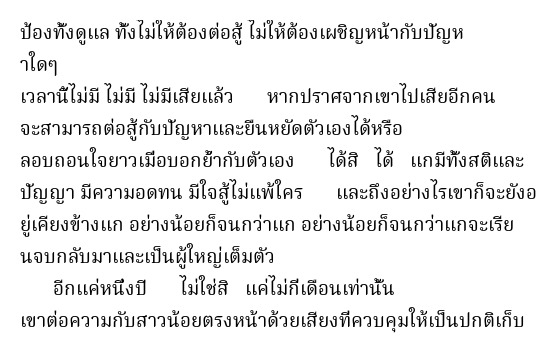 ป้องทั้งดูแล ทั้งไม่ให้ต้องต่อสู้ ไม่ให้ต้องเผชิญหน้ากับปัญห
าใดๆ
เวลานี้ไม่มี ไม่มี ไม่มีเสียแล้ว หากปราศจากเขาไปเสียอีกคน
จะสามารถต่อสู้กับปัญหาและยืนหยัดตัวเองได้หรือ
ลอบถอนใจยาวเมื่อบอกย้ำกับตัวเอง ได้สิ ได้ แกมีทั้งสติและ
ปัญญา มีความอดทน มีใจสู้ไม่แพ้ใคร และถึงอย่างไรเขาก็จะยังอ
ยู่เคียงข้างแก อย่างน้อยก็จนกว่าแก อย่างน้อยก็จนกว่าแกจะเรีย
นจบกลับมาและเป็นผู้ใหญ่เต็มตัว
อีกแค่หนึ่งปี ไม่ใช่สิ แค่ไม่กี่เดือนเท่านั้น
เขาต่อความกับสาวน้อยตรงหน้าด้วยเสียงที่ควบคุมให้เป็นปกติเก็บ